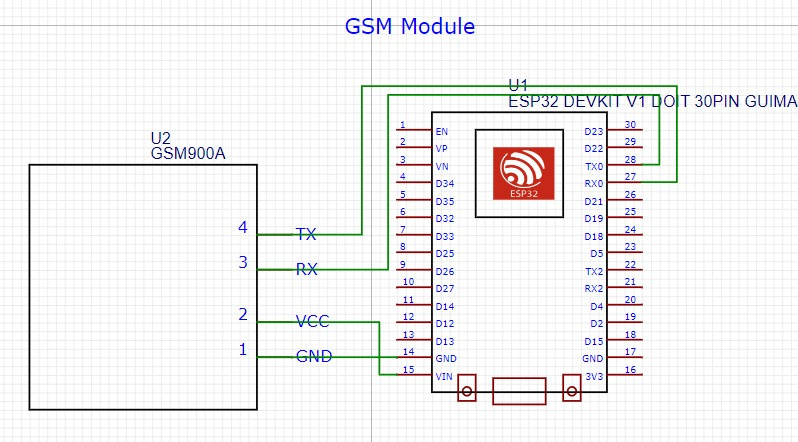 GSM Module
U1
ESP32 DEVKIT V1 DOIT 30PIN GUIMA
U2
GSM900A
4 TX
3 RX
2 VCC
1 GND
ESP32
1 EN D23 30
2 VP D22 29
3 VN TX0 28
4 D34 RX0 27
5 D35 D21 26
6 D32 D19 25
7 D33 D18 24
8 D25 D5 23
9 D26 TX2 22
10 D27 RX2 21
11 D14 D4 20
12 D12 D2 19
13 D13 D15 18
14 GND GND 17
15 VIN 3V3 16